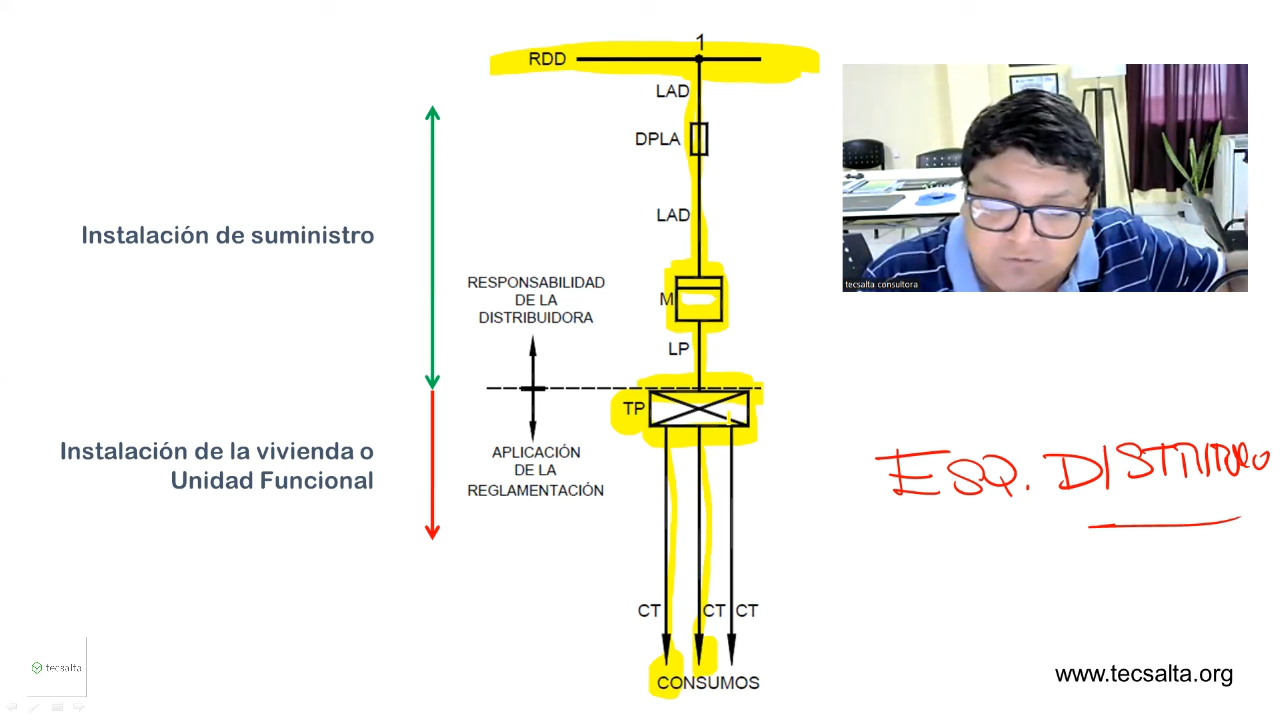 1
RDD
LAD
DPLA
LAD
Instalación de suministro
RESPONSABILIDAD
DE LA
DISTRIBUIDORA
M
LP
TP
Instalación de la vivienda o
Unidad Funcional
APLICACIÓN
DE LA
REGLAMENTACIÓN
CT CT CT
CONSUMOS
tecsalta consultora
ESQ.
tecsalta
www.tecsalta.org